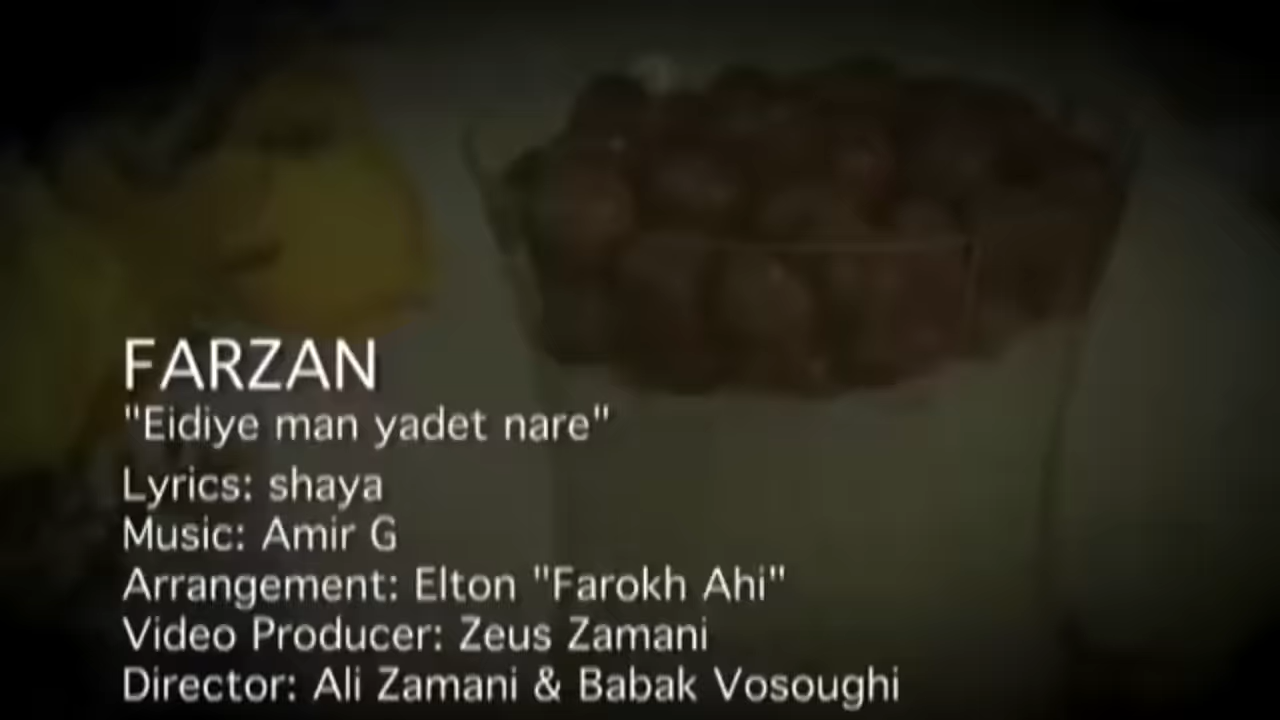 FARZAN
"Eidiye man yadet nare"
Lyrics: shaya
Music: Amir G
Arrangement: Elton "Farokh Ahi"
Video Producer: Zeus Zamani
Director: Ali Zamani & Babak Vosoughi